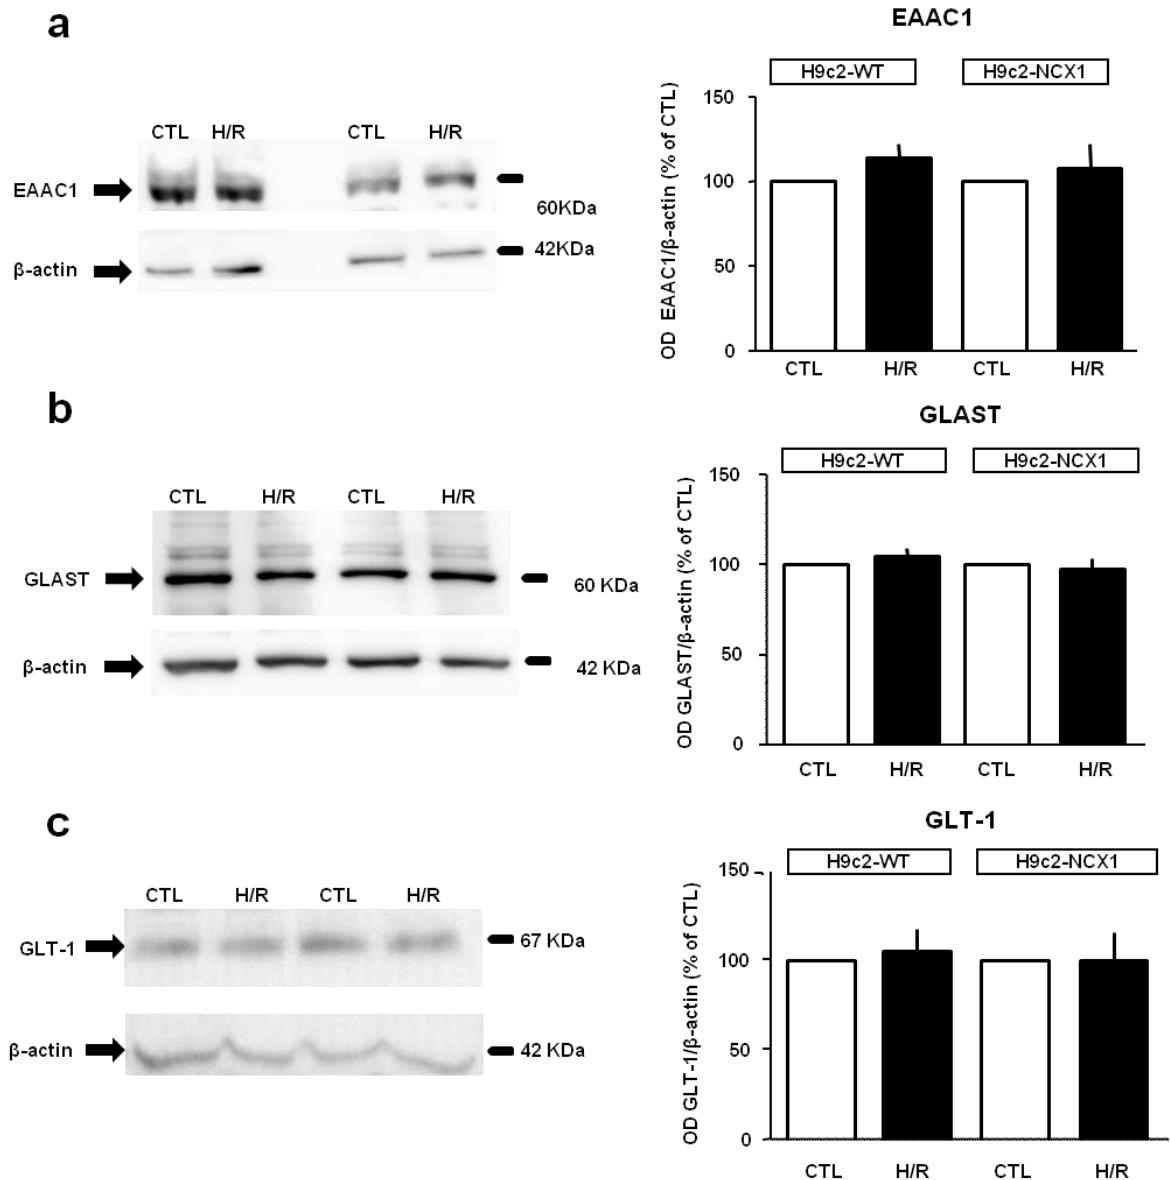 a
EAAC1
H9c2-WT H9c2-NCX1
CTL H/R CTL H/R
EAAC1
60KDa
β-actin
42KDa
OD EAAC1/β-actin (% of CTL)
150
100
50
0
CTL H/R CTL H/R
b
GLAST
H9c2-WT H9c2-NCX1
CTL H/R CTL H/R
GLAST
60 KDa
β-actin
42 KDa
OD GLAST/β-actin (% of CTL)
150
100
50
0
CTL H/R CTL H/R
c
GLT-1
H9c2-WT H9c2-NCX1
CTL H/R CTL H/R
GLT-1
67 KDa
β-actin
42 KDa
OD GLT-1/β-actin (% of CTL)
150
100
50
0
CTL H/R CTL H/R